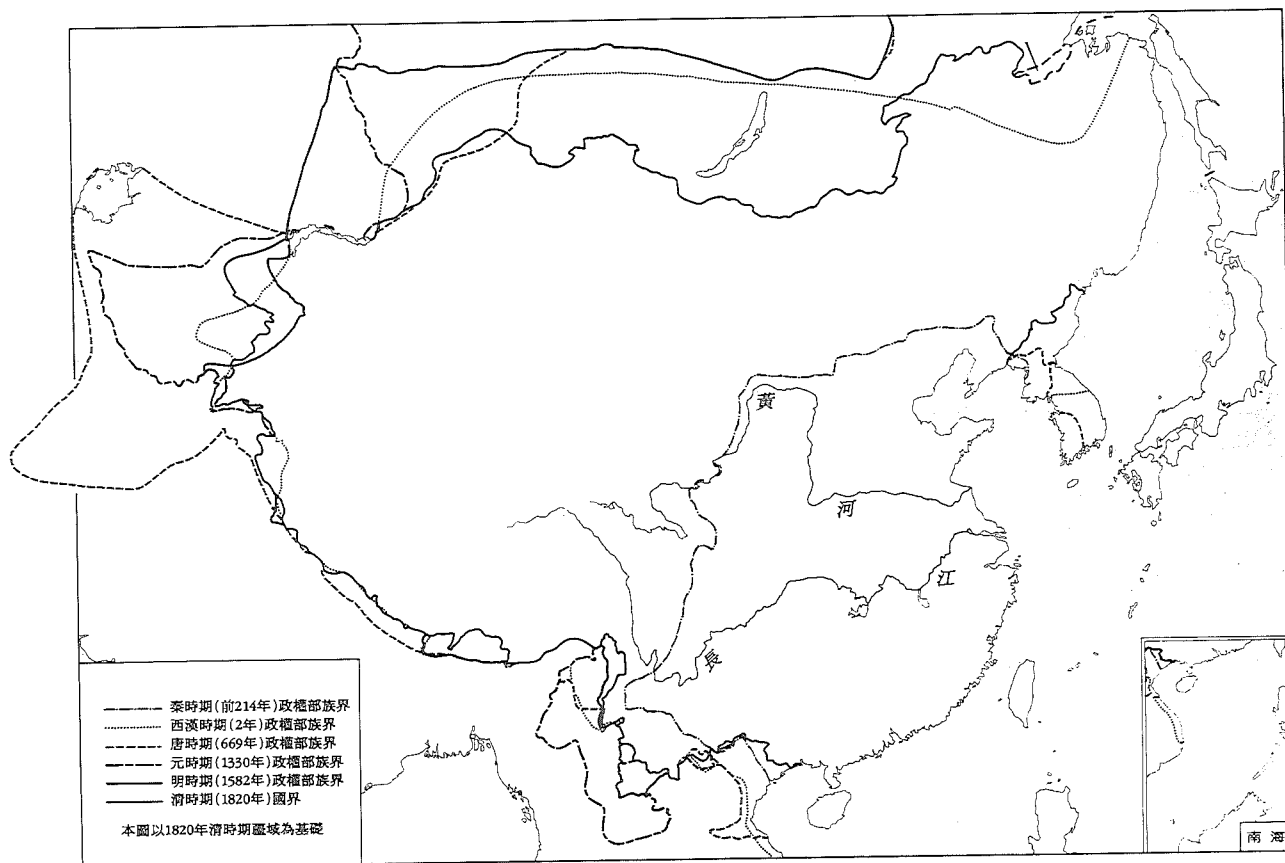 黃
河
江
長
秦時期(前214年)政權部族界
西漢時期(2年)政權部族界
唐時期(669年)政權部族界
元時期(1330年)政權部族界
明時期(1582年)政權部族界
清時期(1820年)國界
本圖以1820年清時期疆域為基礎
南海